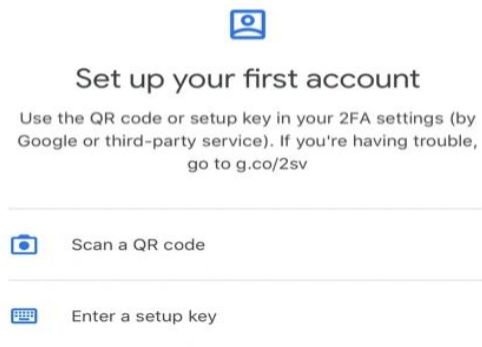 Set up your first account
Use the QR code or setup key in your 2FA settings (by
Google or third-party service). If you're having trouble,
go to g.co/2sv
Scan a QR code
Enter a setup key